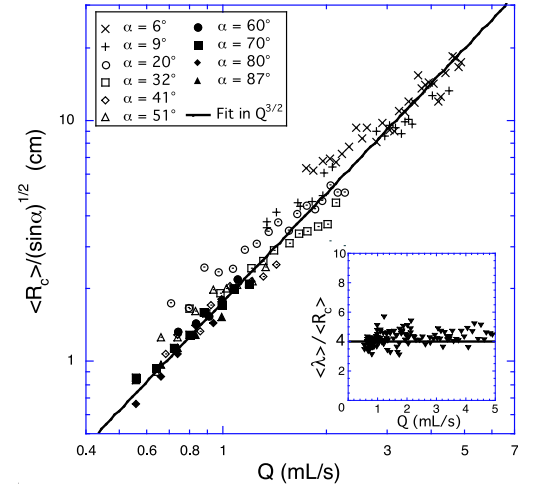 α = 6°
α = 9°
α = 20°
α = 32°
α = 41°
α = 51°
α = 60°
α = 70°
α = 80°
α = 87°
Fit in Q^3/2
<R_c>/(sinα)^1/2 (cm)
10
1
0.4 0.6 0.8 1 3 5 7
Q (mL/s)
<λ>/<R_c>
10
8
6
4
2
0
0 1 2 3 4 5
Q (mL/s)